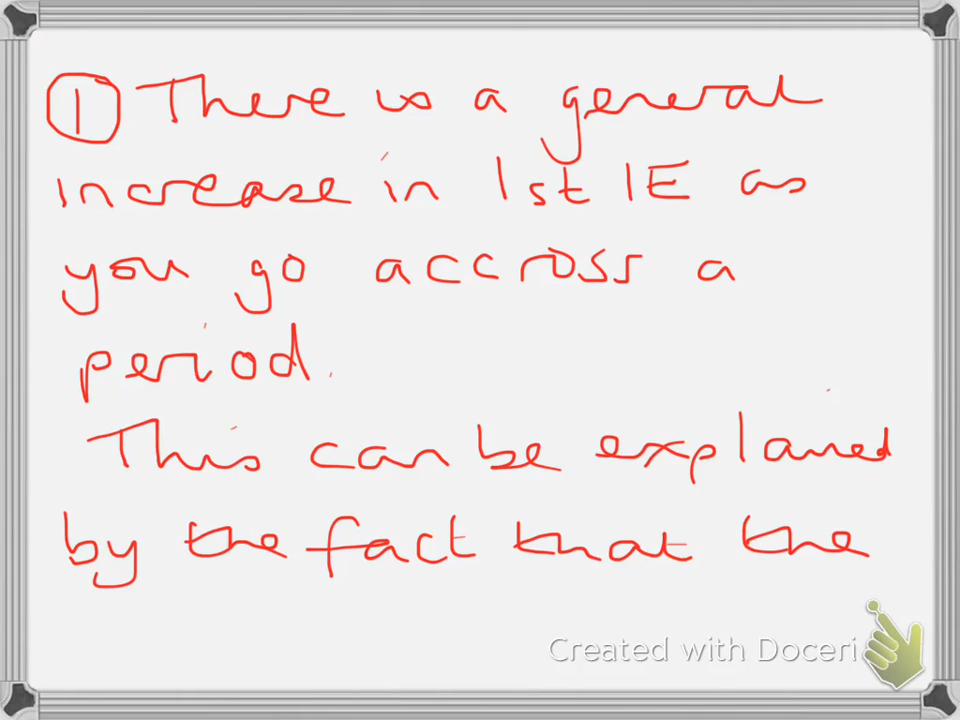 ① There is a general
increase in 1st IE as
you go accross a
period.
This can be explained
by the fact that the
Created with Doceri